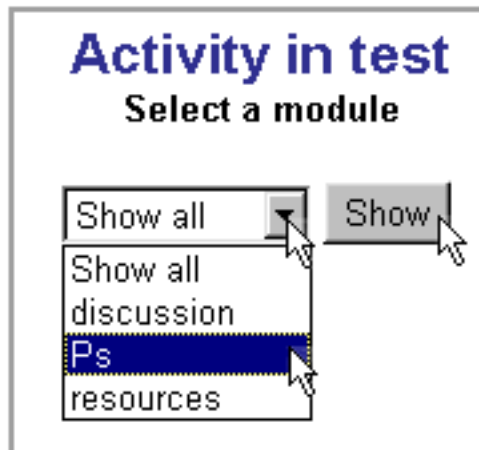 Activity in test
Select a module
Show all Show
Show all
discussion
Ps
resources